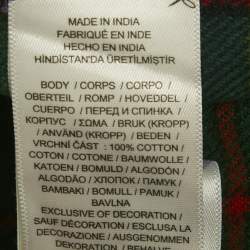 MADE IN INDIA
FABRIQUÉ EN INDE
HECHO EN INDIA
HİNDİSTAN'DA ÜRETİLMİŞTİR
BODY / CORPS / CUERPO /
OBERTEIL / ROMP / HOVEDDEL /
CUERPO / ПЕРЕД И СПИНКА /
КОРПУС / ΣΩΜΑ / BRUK (KROPP)
/ ANVÄND (KROPP) / BEDEN /
VRCHNÍ ČÁST : 100% COTTON /
COTON / COTONE / BAUMWOLLE /
KATOEN / BOMULD / ALGODÓN /
ALGODÃO / ХЛОПОК / ΠΑΜΥΚ /
BAMBAKI / BOMULL / PAMUK /
BAVLNA
EXCLUSIVE OF DECORATION /
SAUF DÉCORATION / ESCLUSA LA
DECORAZIONE / AUSGENOMMEN
DEKORATION / BEHALVE